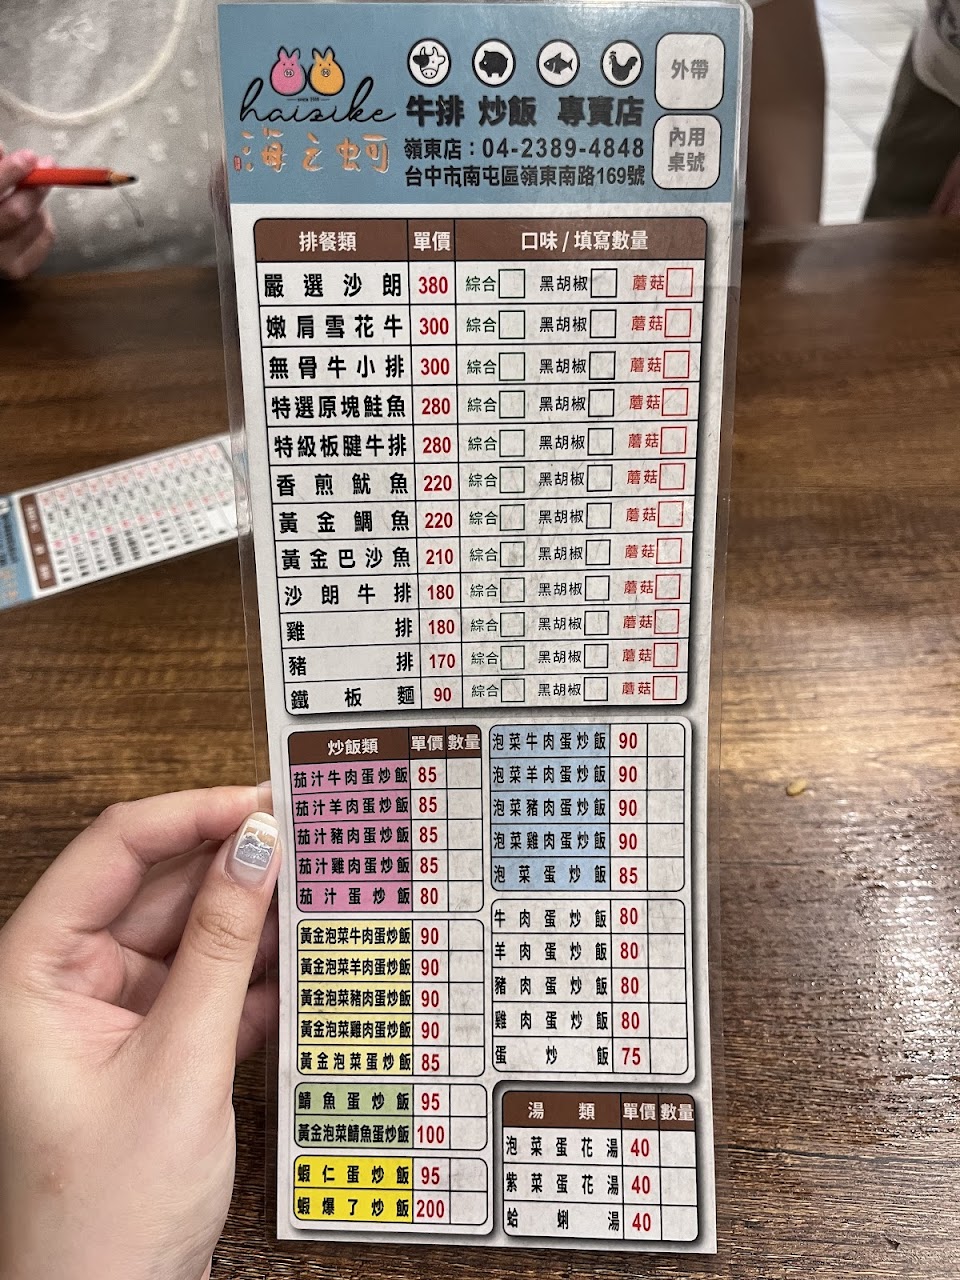 haizike
海之蚵
牛排 炒飯 專賣店
嶺東店：04-2389-4848
台中市南屯區嶺東南路169號
外帶
內用
桌號
排餐類 單價 口味 / 填寫數量
嚴選沙朗 380 綜合 黑胡椒 蘑菇
嫩肩雪花牛 300 綜合 黑胡椒 蘑菇
無骨牛小排 300 綜合 黑胡椒 蘑菇
特選原塊鮭魚 280 綜合 黑胡椒 蘑菇
特級板腱牛排 280 綜合 黑胡椒 蘑菇
香煎魷魚 220 綜合 黑胡椒 蘑菇
黃金鯛魚 220 綜合 黑胡椒 蘑菇
黃金巴沙魚 210 綜合 黑胡椒 蘑菇
沙朗牛排 180 綜合 黑胡椒 蘑菇
雞排 180 綜合 黑胡椒 蘑菇
豬排 170 綜合 黑胡椒 蘑菇
鐵板麵 90 綜合 黑胡椒 蘑菇
炒飯類 單價 數量
茄汁牛肉蛋炒飯 85
茄汁羊肉蛋炒飯 85
茄汁豬肉蛋炒飯 85
茄汁雞肉蛋炒飯 85
茄汁蛋炒飯 80
黃金泡菜牛肉蛋炒飯 90
黃金泡菜羊肉蛋炒飯 90
黃金泡菜豬肉蛋炒飯 90
黃金泡菜雞肉蛋炒飯 90
黃金泡菜蛋炒飯 85
鯖魚蛋炒飯 95
黃金泡菜鯖魚蛋炒飯 100
蝦仁蛋炒飯 95
蝦爆了炒飯 200
泡菜牛肉蛋炒飯 90
泡菜羊肉蛋炒飯 90
泡菜豬肉蛋炒飯 90
泡菜雞肉蛋炒飯 90
泡菜蛋炒飯 85
牛肉蛋炒飯 80
羊肉蛋炒飯 80
豬肉蛋炒飯 80
雞肉蛋炒飯 80
蛋炒飯 75
湯類 單價 數量
泡菜蛋花湯 40
紫菜蛋花湯 40
蛤蜊湯 40